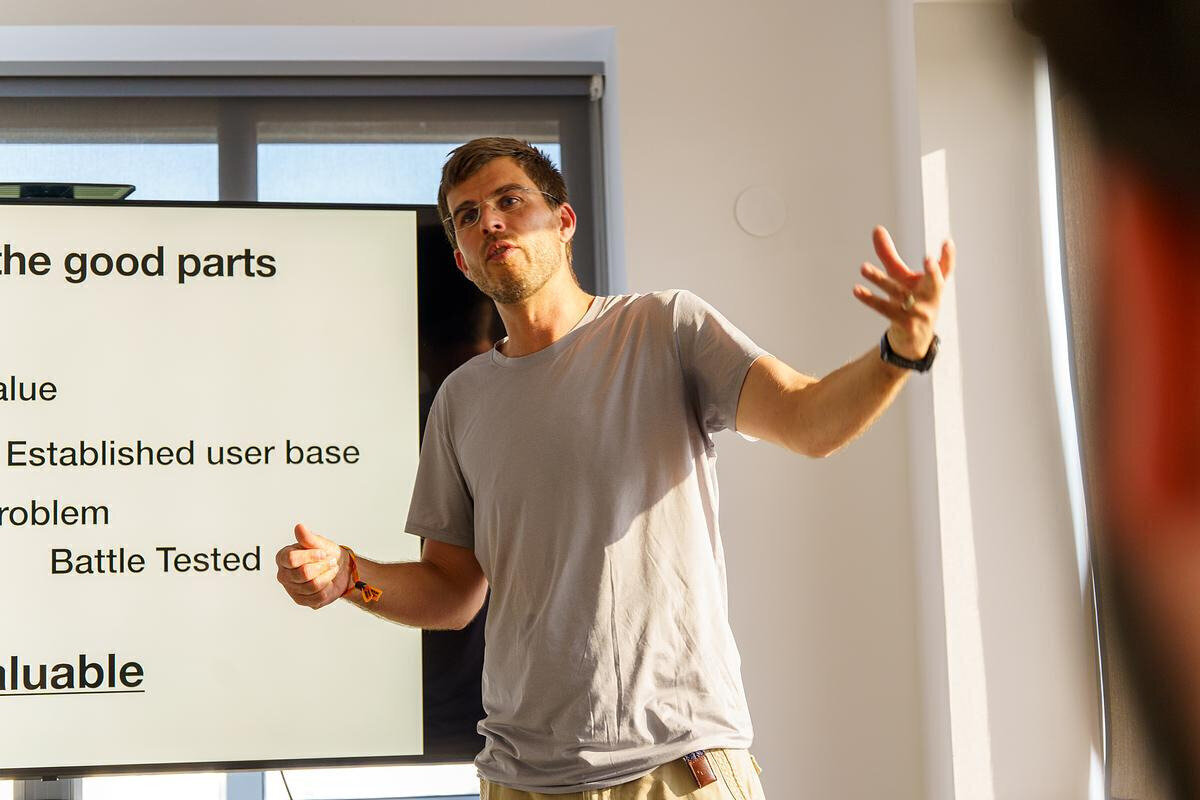 the good parts
alue
Established user base
roblem
Battle Tested
aluable